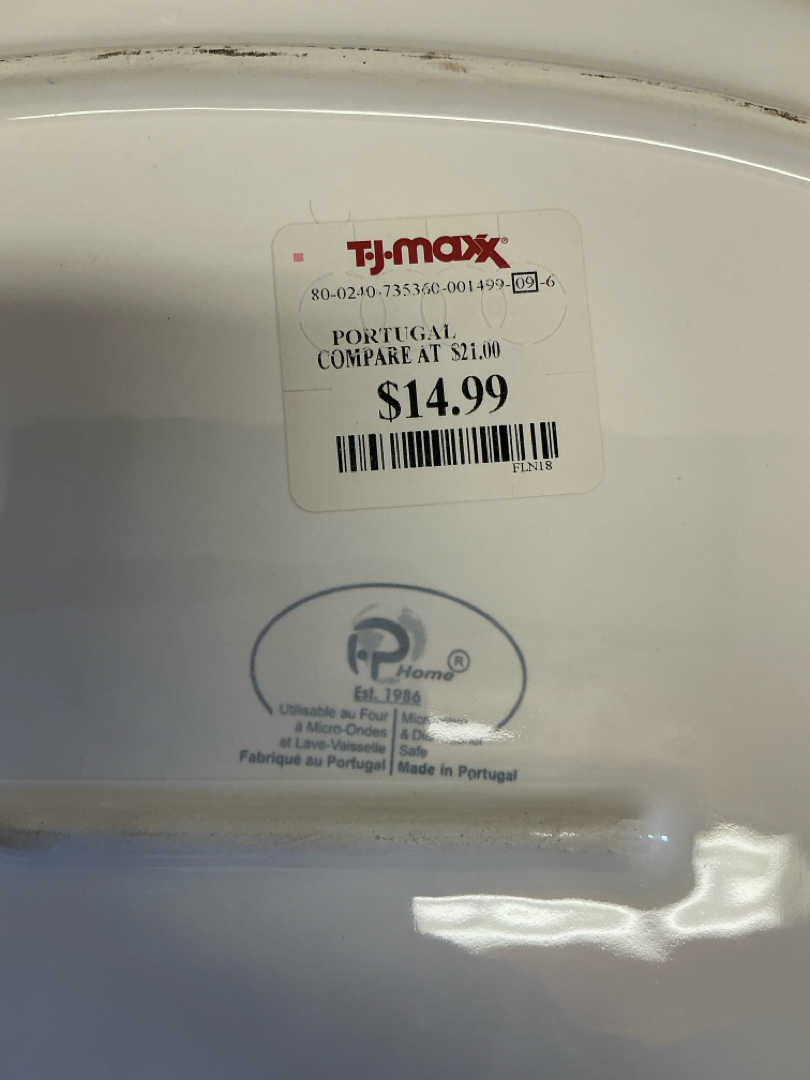 T·J·maxx®
80-0240-735360-001499-09-6
PORTUGAL
COMPARE AT $21.00
$14.99
FLN18
P
Home®
Est. 1986
Utilisable au Four
à Micro-Ondes & 
et Lave-Vaisselle Safe
Fabriqué au Portugal Made in Portugal